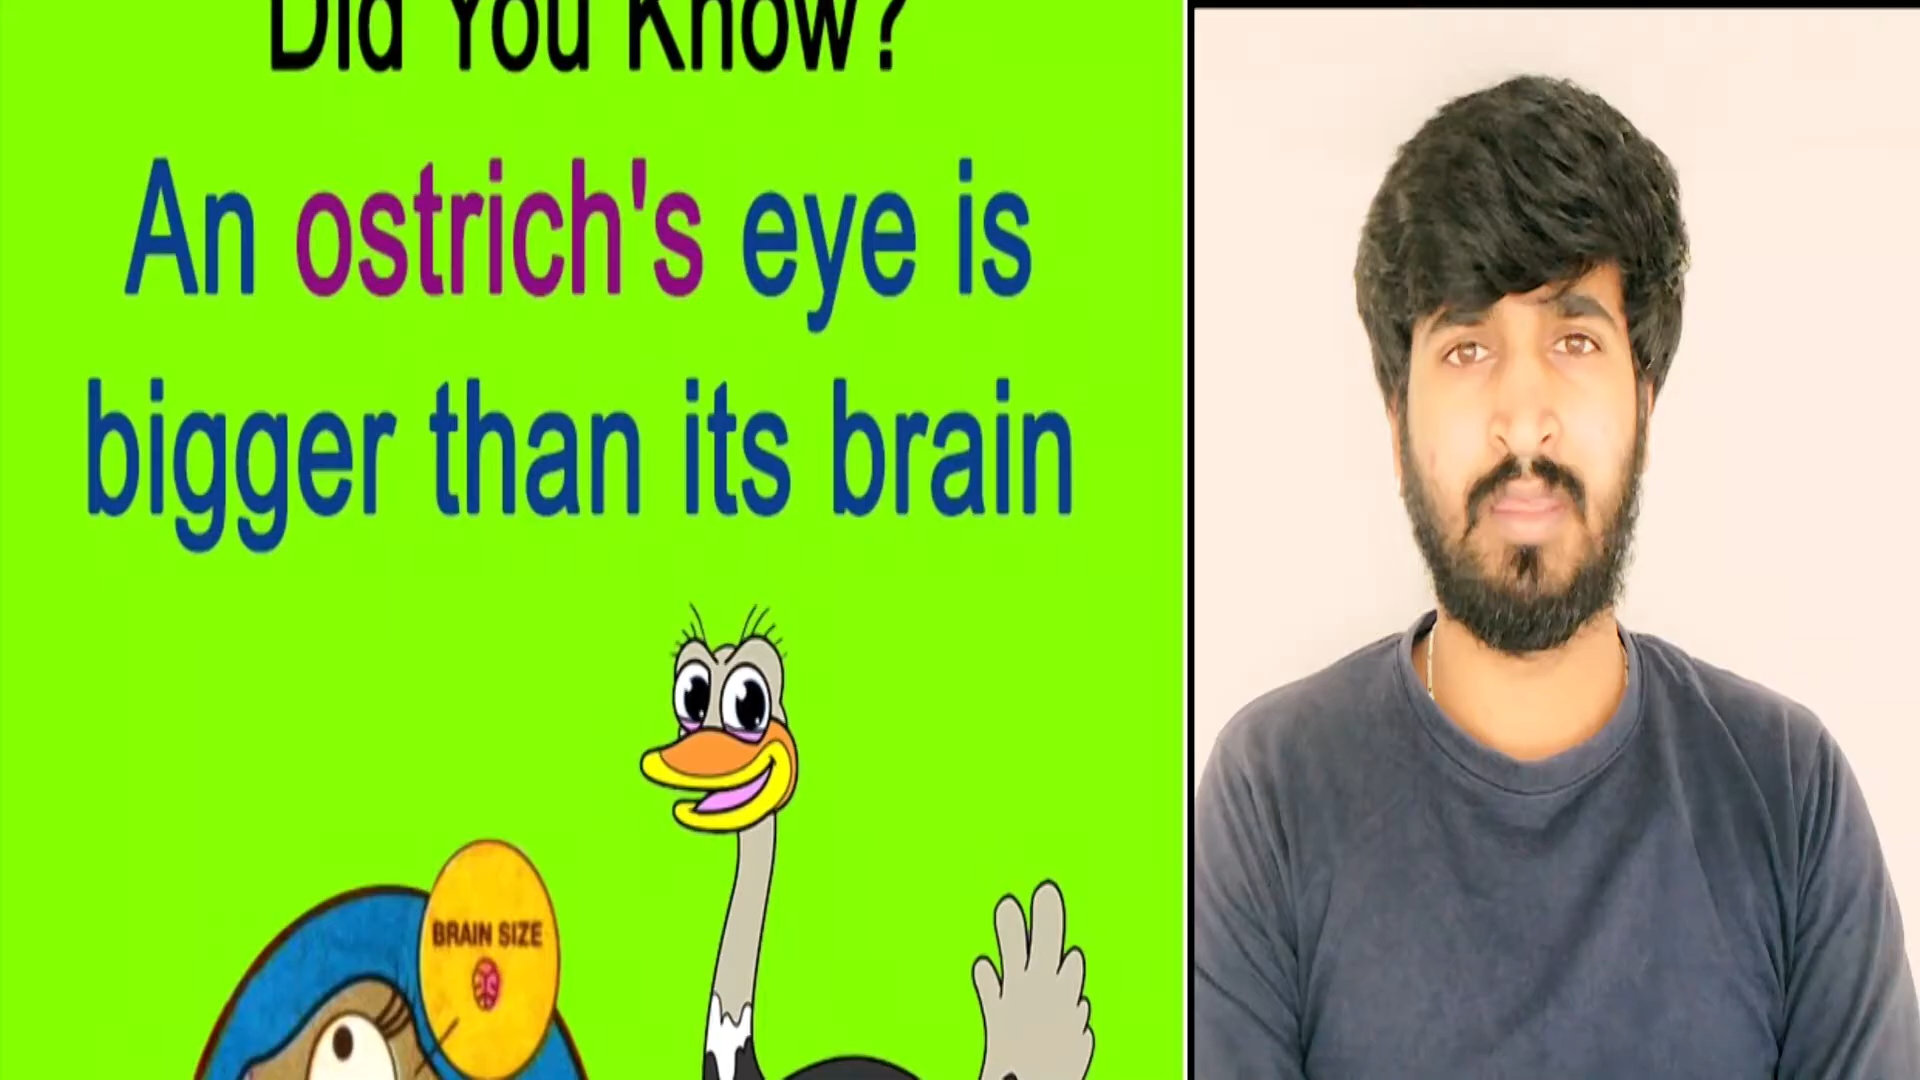 Did You Know?
An ostrich's eye is
bigger than its brain
BRAIN SIZE